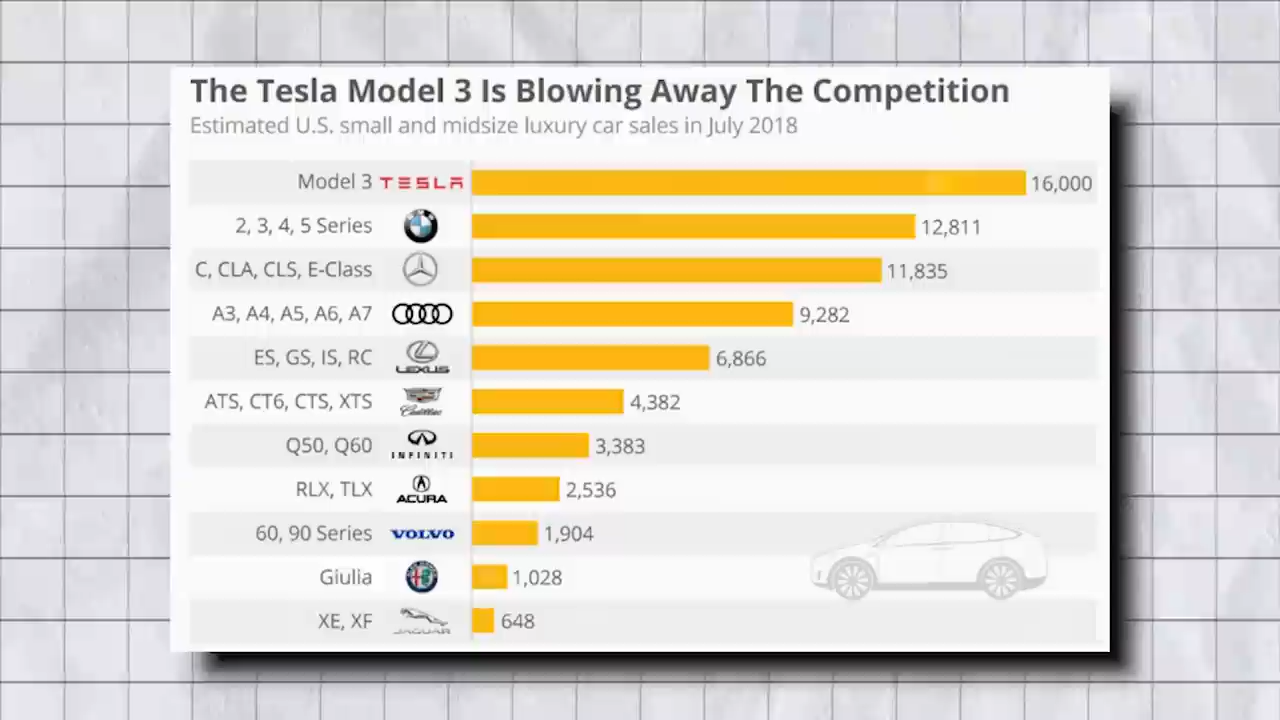 The Tesla Model 3 Is Blowing Away The Competition
Estimated U.S. small and midsize luxury car sales in July 2018
Model 3 TESLA 16,000
2, 3, 4, 5 Series 12,811
C, CLA, CLS, E-Class 11,835
A3, A4, A5, A6, A7 9,282
ES, GS, IS, RC LEXUS 6,866
ATS, CT6, CTS, XTS Cadillac 4,382
Q50, Q60 INFINITI 3,383
RLX, TLX ACURA 2,536
60, 90 Series VOLVO 1,904
Giulia 1,028
XE, XF JAGUAR 648